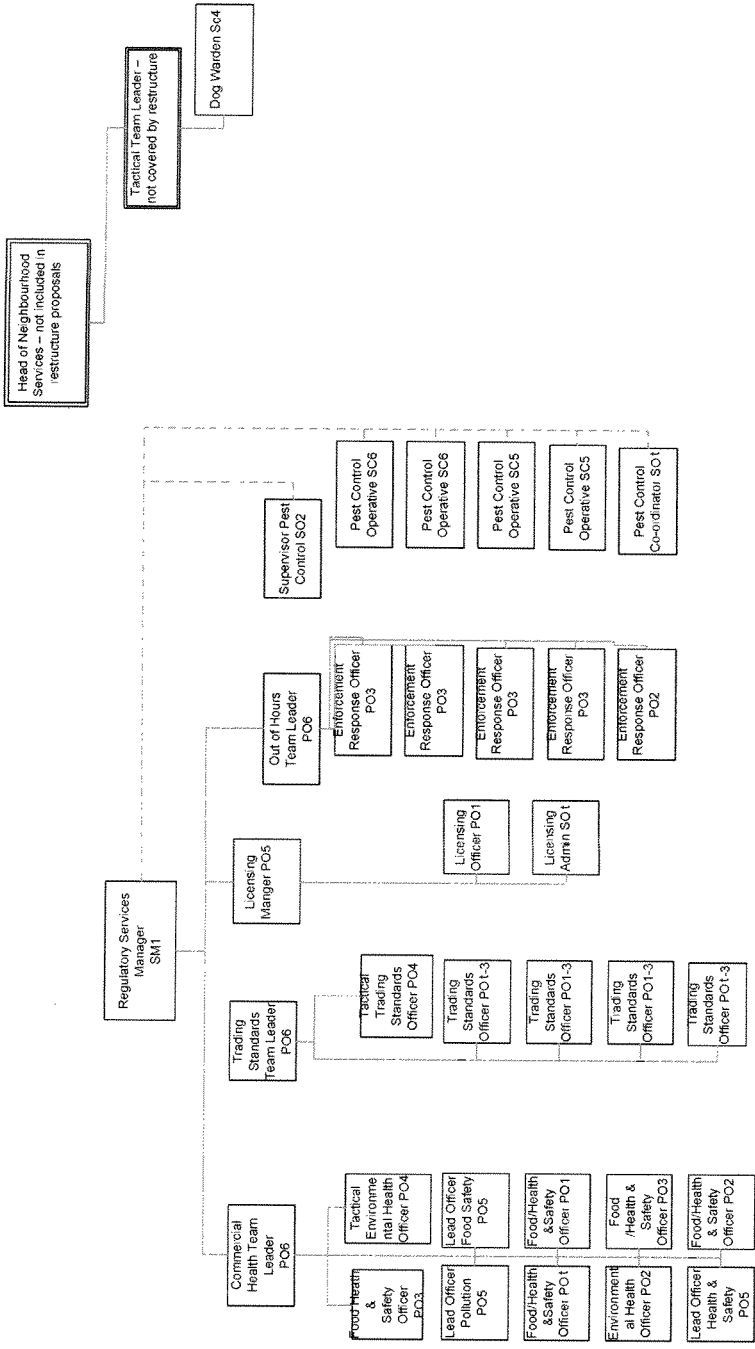 Head of Neighbourhood
Services – not included in
restructure proposals
Tactical Team Leader –
not covered by restructure
Dog Warden Sc4
Regulatory Services
Manager
SM1
Commercial
Health Team
Leader
PO6
Food Heath
&
Safety
Officer
PO3
Tactical
Environme
ntal Health
Officer PO4
Lead Officer
Pollution
PO5
Lead Officer
Food Safety
PO5
Food/Health
&Safety
Officer PO1
Food/Health
&Safety
Officer PO1
Environment
al Health
Officer PO2
Food
/Health &
Safety
Officer PO3
Lead Officer
Health &
Safety
PO5
Food/Health
& Safety
Officer PO2
Trading
Standards
Team Leader
PO6
Tactical
Trading
Standards
Officer PO4
Trading
Standards
Officer PO1-3
Trading
Standards
Officer PO1-3
Trading
Standards
Officer PO1-3
Trading
Standards
Officer PO1-3
Licensing
Manger PO5
Licensing
Officer PO1
Licensing
Admin SO1
Out of Hours
Team Leader
PO6
Enforcement
Response Officer
PO3
Enforcement
Response Officer
PO3
Enforcement
Response Officer
PO3
Enforcement
Response Officer
PO3
Enforcement
Response Officer
PO2
Supervisor Pest
Control SO2
Pest Control
Operative SC6
Pest Control
Operative SC6
Pest Control
Operative SC5
Pest Control
Operative SC5
Pest Control
Co-ordinator SO1